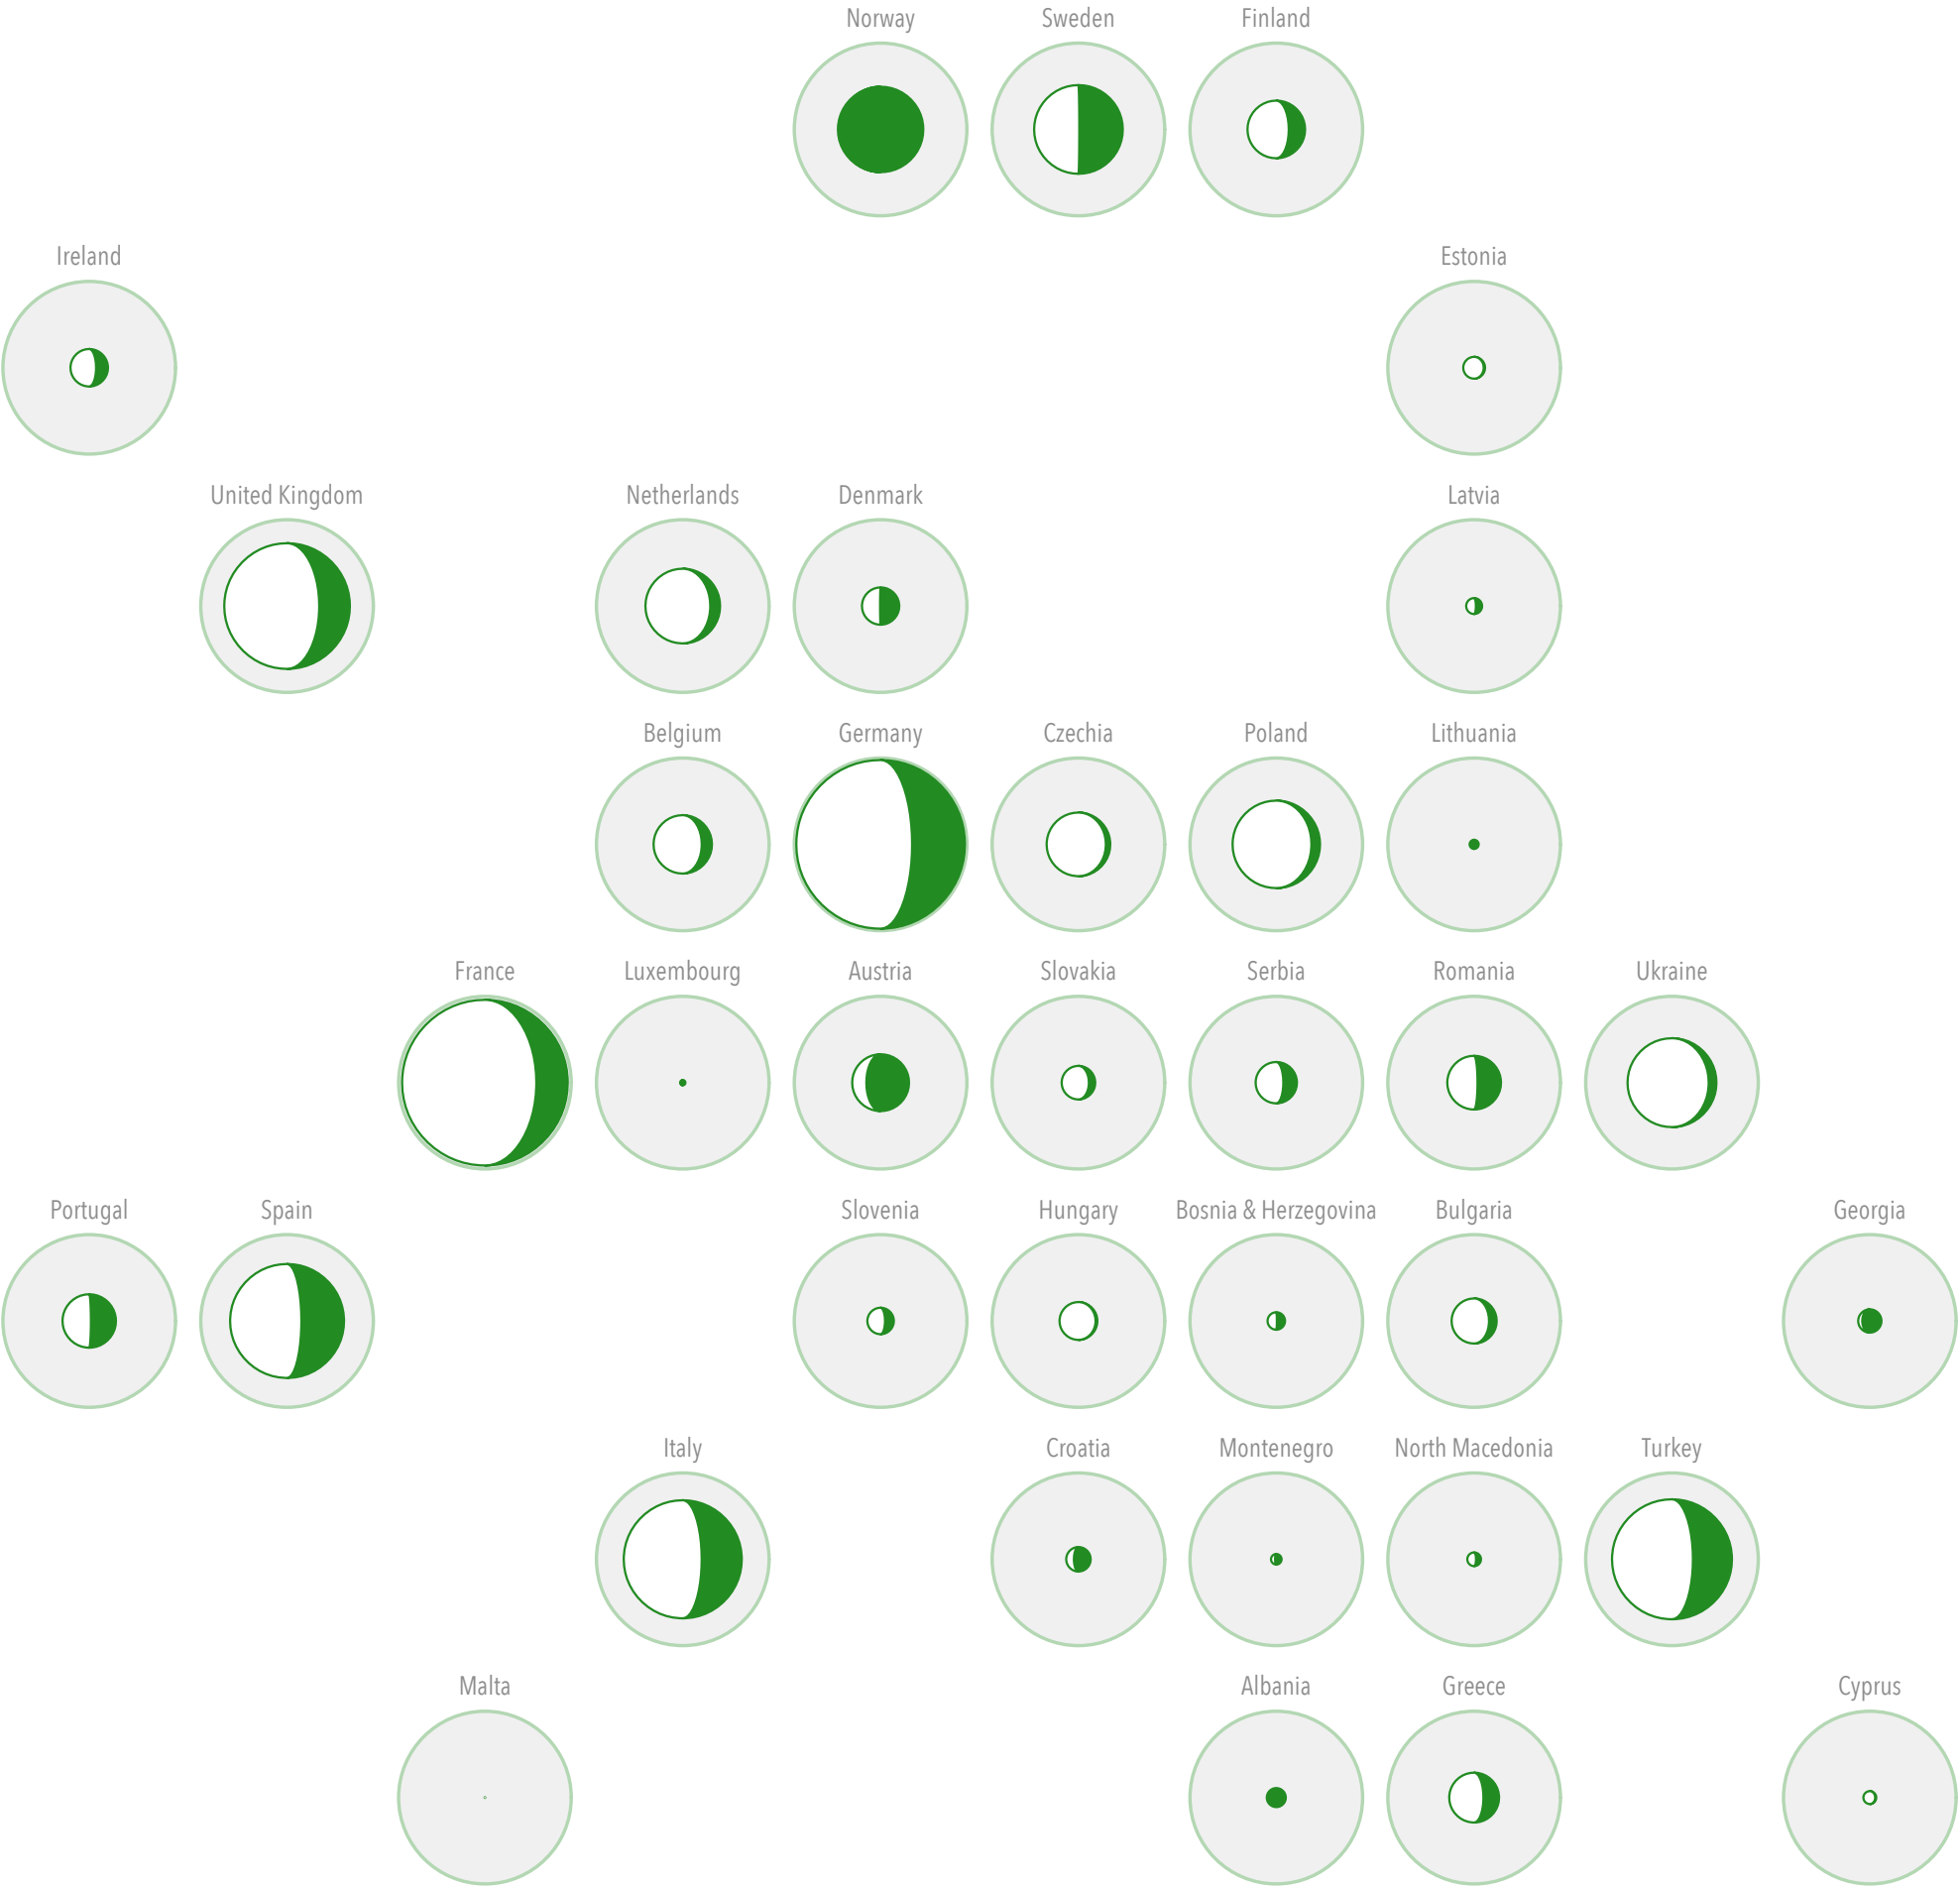 Norway
Sweden
Finland
Ireland
Estonia
United Kingdom
Netherlands
Denmark
Latvia
Belgium
Germany
Czechia
Poland
Lithuania
France
Luxembourg
Austria
Slovakia
Serbia
Romania
Ukraine
Portugal
Spain
Slovenia
Hungary
Bosnia & Herzegovina
Bulgaria
Georgia
Italy
Croatia
Montenegro
North Macedonia
Turkey
Malta
Albania
Greece
Cyprus